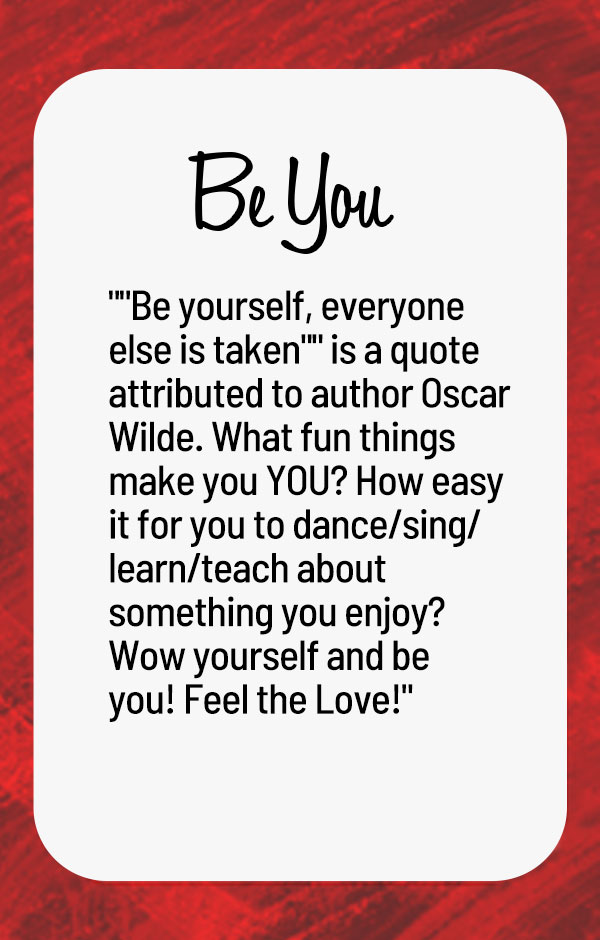 Be You
""Be yourself, everyone
else is taken"" is a quote
attributed to author Oscar
Wilde. What fun things
make you YOU? How easy
it for you to dance/sing/
learn/teach about
something you enjoy?
Wow yourself and be
you! Feel the Love!"